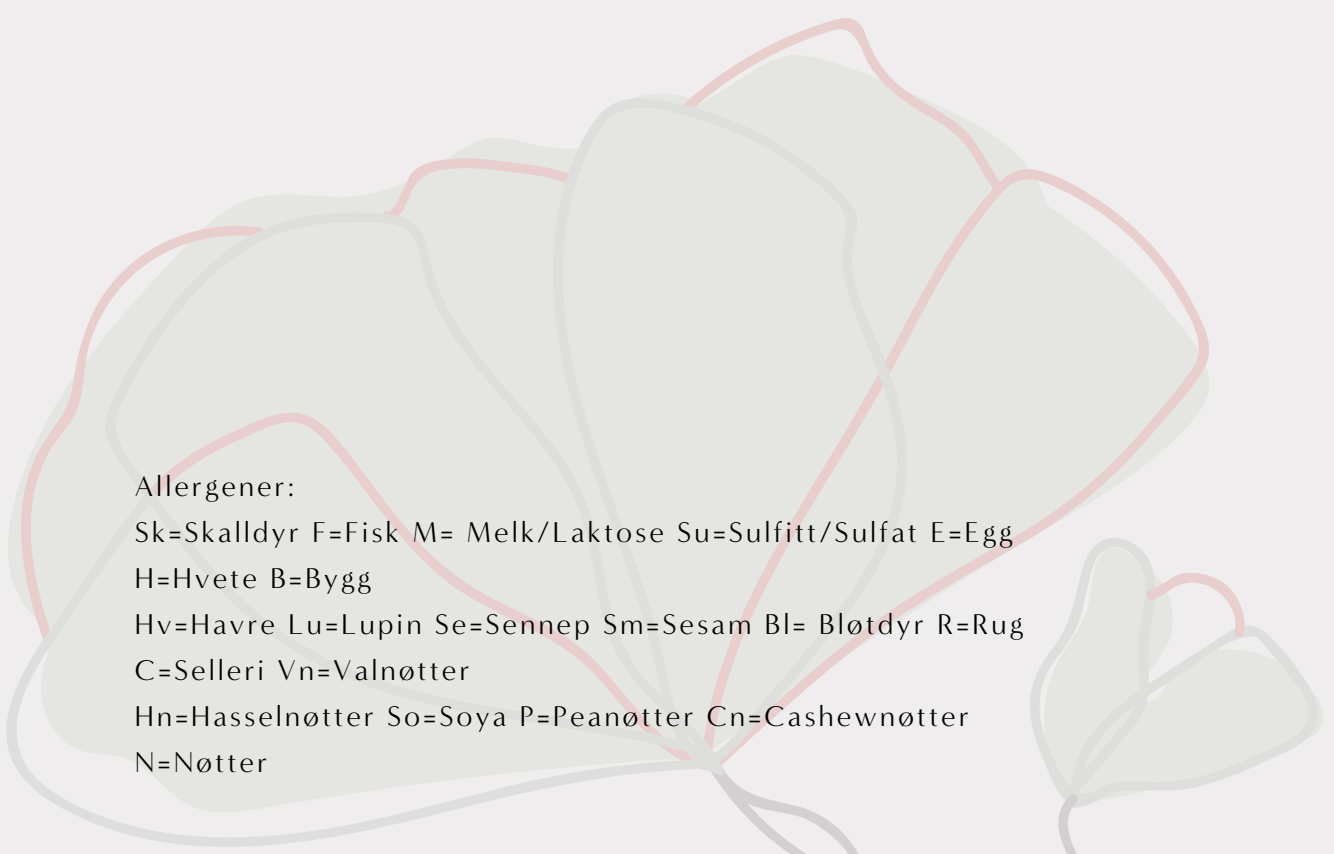 Allergener:
Sk=Skalldyr F=Fisk M= Melk/Laktose Su=Sulfitt/Sulfat E=Egg
H=Hvete B=Bygg
Hv=Havre Lu=Lupin Se=Sennep Sm=Sesam Bl= Bløtdyr R=Rug
C=Selleri Vn=Valnøtter
Hn=Hasselnøtter So=Soya P=Peanøtter Cn=Cashewnøtter
N=Nøtter